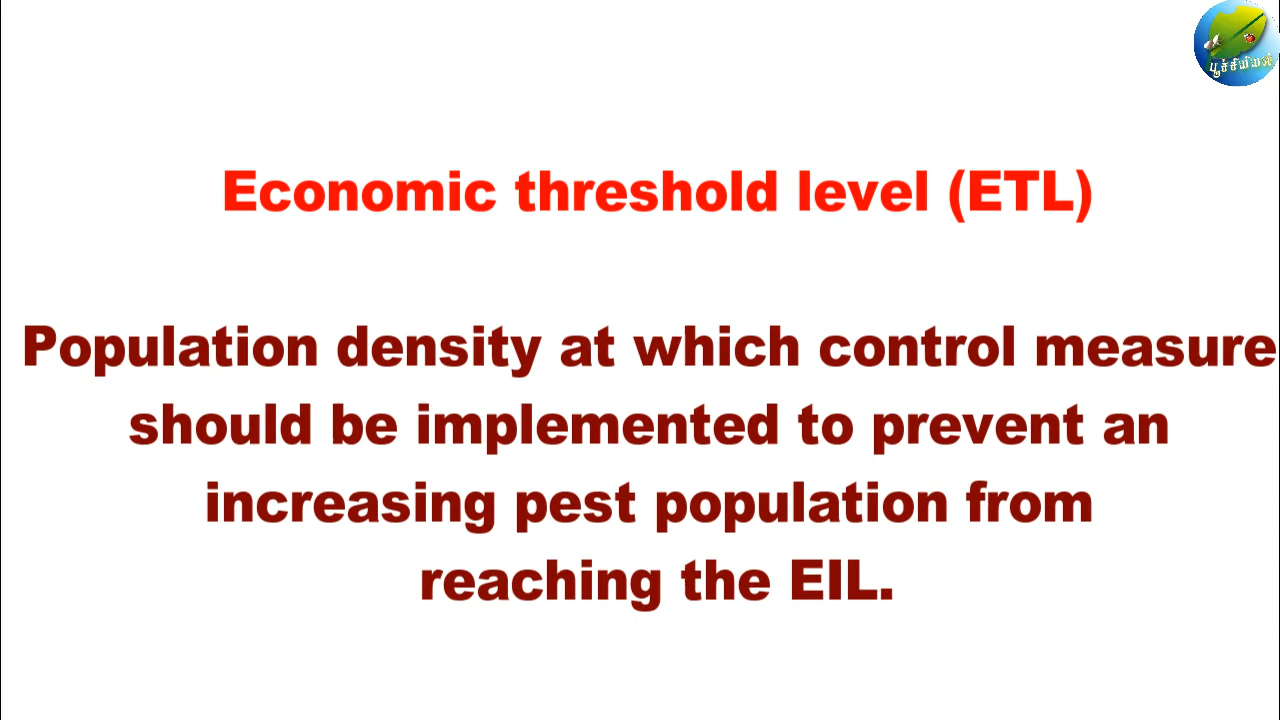 பூச்சியியல்
Economic threshold level (ETL)
Population density at which control measure
should be implemented to prevent an
increasing pest population from
reaching the EIL.